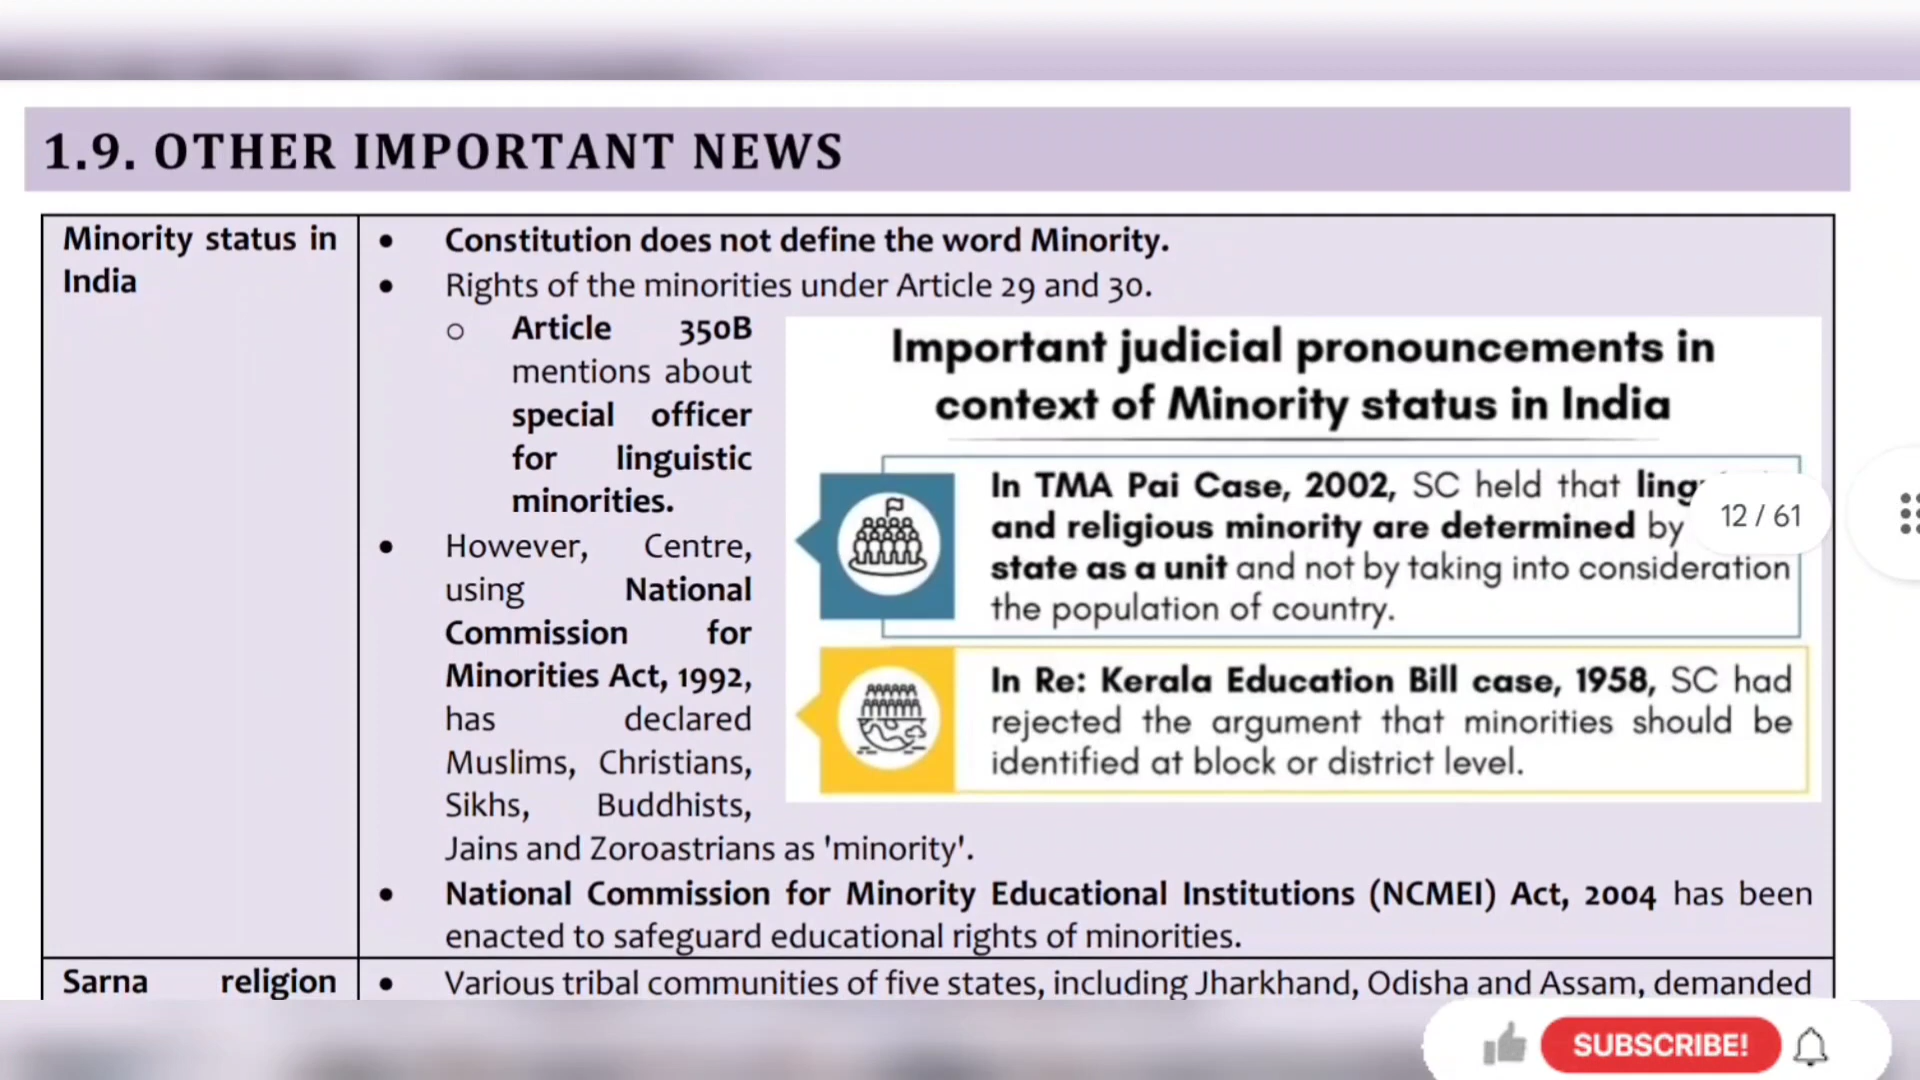 1.9. OTHER IMPORTANT NEWS
Minority status in
India
• Constitution does not define the word Minority.
• Rights of the minorities under Article 29 and 30.
o Article 350B
mentions about
special officer
for linguistic
minorities.
• However, Centre,
using National
Commission for
Minorities Act, 1992,
has declared
Muslims, Christians,
Sikhs, Buddhists,
Jains and Zoroastrians as 'minority'.
• National Commission for Minority Educational Institutions (NCMEI) Act, 2004 has been
enacted to safeguard educational rights of minorities.
Important judicial pronouncements in
context of Minority status in India
In TMA Pai Case, 2002, SC held that
and religious minority are determined by
state as a unit and not by taking into consideration
the population of country.
In Re: Kerala Education Bill case, 1958, SC had
rejected the argument that minorities should be
identified at block or district level.
12 / 61
Sarna religion
• Various tribal communities of five states, including Jharkhand, Odisha and Assam, demanded
SUBSCRIBE!